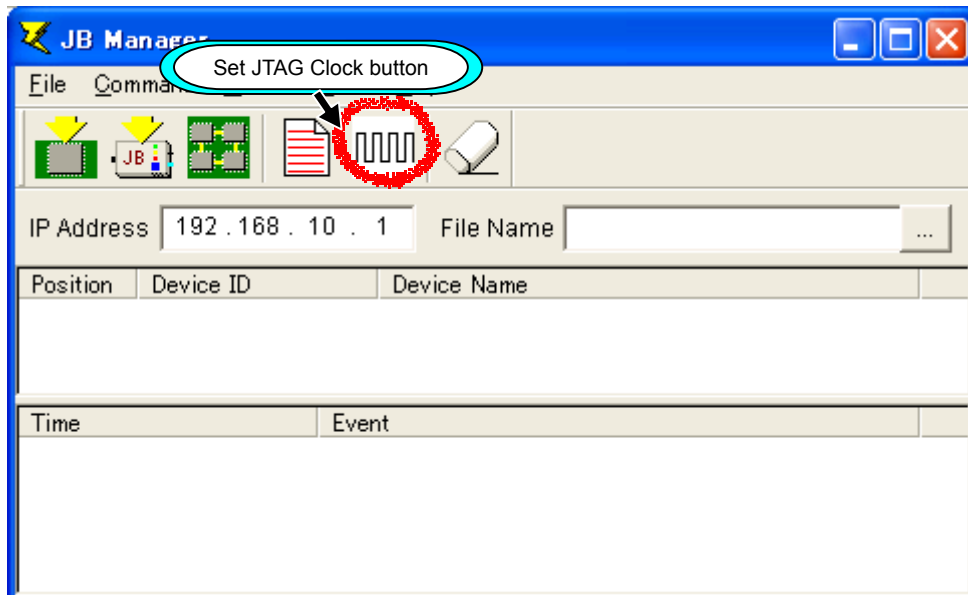 JB Manager
Set JTAG Clock button
File
JB
IP Address 192.168.10.1 File Name ...
Position Device ID Device Name
Time Event